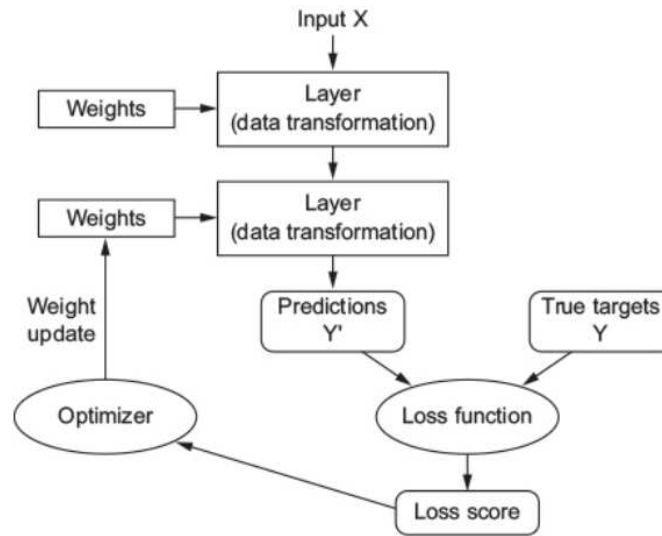 Input X
Weights
Layer
(data transformation)
Weights
Layer
(data transformation)
Weight
update
Predictions
Y'
True targets
Y
Optimizer
Loss function
Loss score